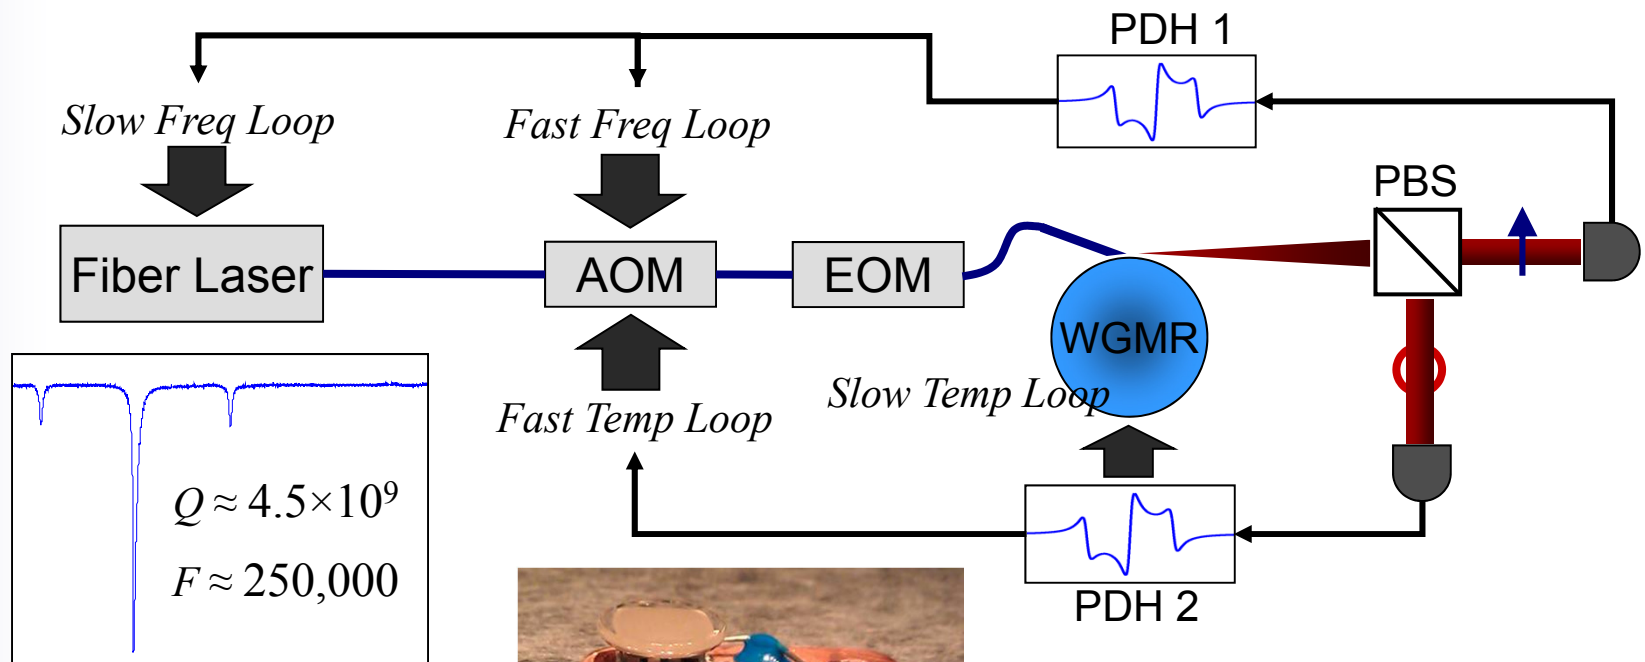 PDH 1
Slow Freq Loop
Fast Freq Loop
PBS
Fiber Laser
AOM
EOM
WGMR
Slow Temp Loop
Fast Temp Loop
Q ≈ 4.5×10⁹
F ≈ 250,000
PDH 2